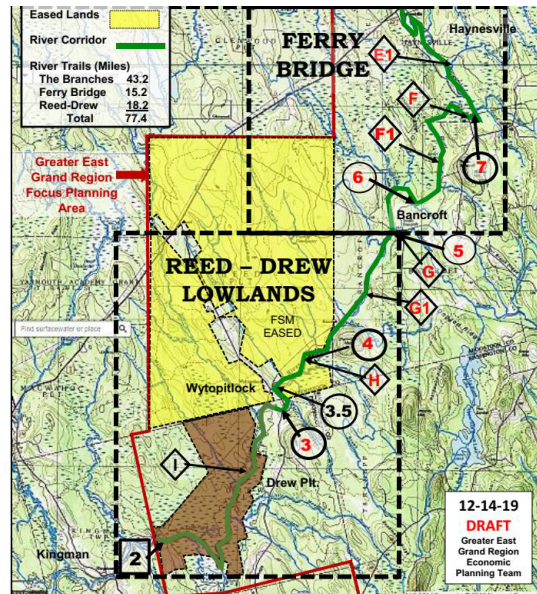 Eased Lands
River Corridor
River Trails (Miles)
The Branches 43.2
Ferry Bridge 15.2
Reed-Drew 18.2
Total 77.4
FERRY
BRIDGE
Haynesville
E1
F
F1
7
6
Bancroft
Greater East
Grand Region
Focus Planning
Area
REED – DREW
LOWLANDS
FSM
EASED
5
G
G1
Find surfacewater or place
4
H
Wytopitlock
3.5
3
I
Drew Plt.
Kingman
2
12-14-19
DRAFT
Greater East
Grand Region
Economic
Planning Team